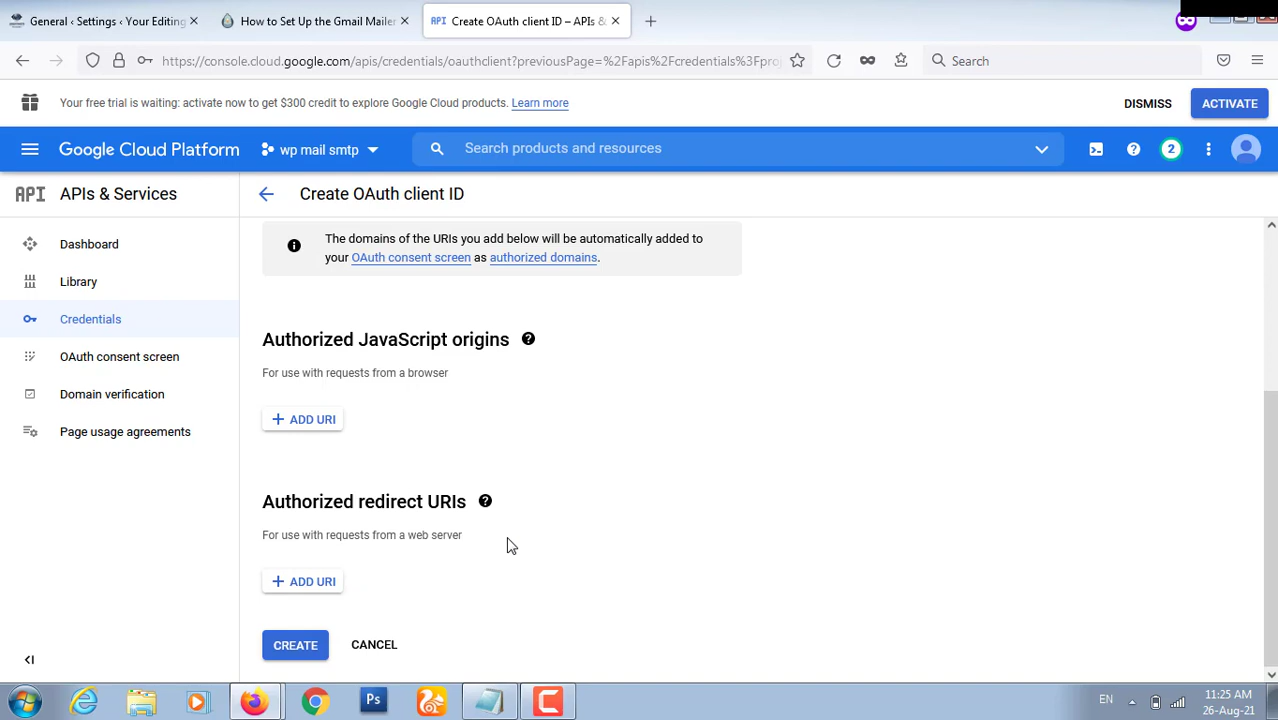 General ‹ Settings ‹ Your Editing
How to Set Up the Gmail Mailer
API Create OAuth client ID – APIs &
https://console.cloud.google.com/apis/credentials/oauthclient?previousPage=%2Fapis%2Fcredentials%3Fpro
Search
Your free trial is waiting: activate now to get $300 credit to explore Google Cloud products. Learn more
DISMISS
ACTIVATE
Google Cloud Platform
wp mail smtp
Search products and resources
2
API APIs & Services
Create OAuth client ID
Dashboard
Library
Credentials
OAuth consent screen
Domain verification
Page usage agreements
The domains of the URIs you add below will be automatically added to
your OAuth consent screen as authorized domains.
Authorized JavaScript origins
For use with requests from a browser
+ ADD URI
Authorized redirect URIs
For use with requests from a web server
+ ADD URI
CREATE
CANCEL
Ps
EN
11:25 AM
26-Aug-21